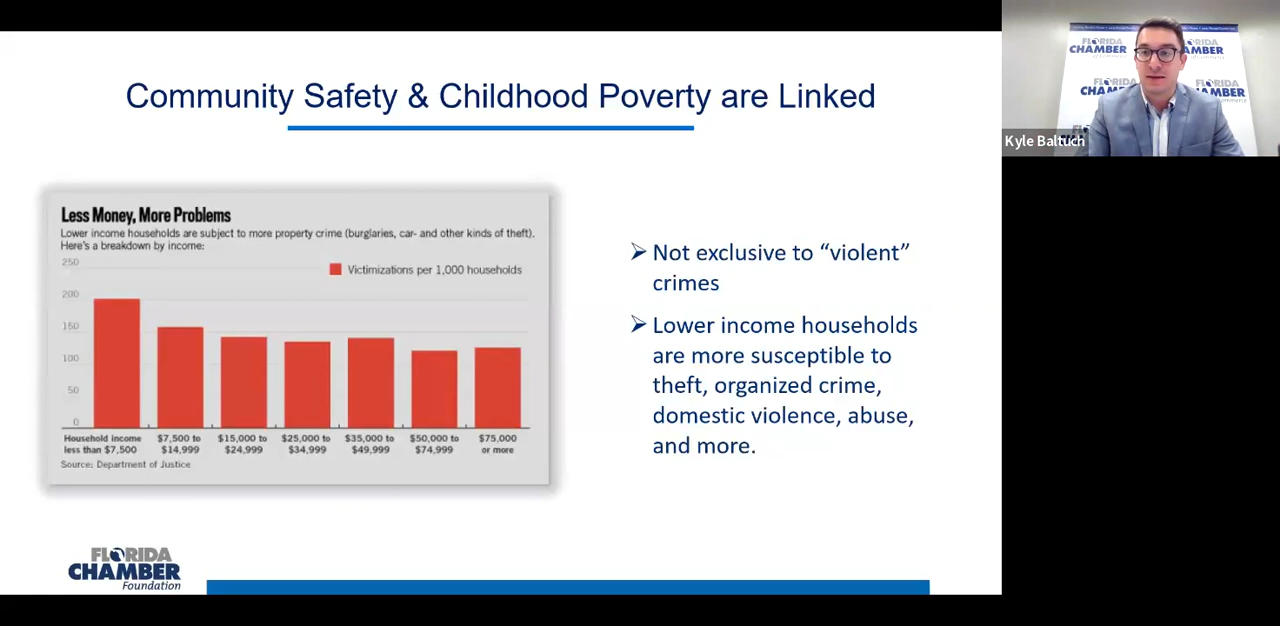 Community Safety & Childhood Poverty are Linked
Less Money, More Problems
Lower income households are subject to more property crime (burglaries, car- and other kinds of theft).
Here's a breakdown by income:
250
Victimizations per 1,000 households
200
150
100
50
0
Household income less than $7,500
$7,500 to $14,999
$15,000 to $24,999
$25,000 to $34,999
$35,000 to $49,999
$50,000 to $74,999
$75,000 or more
Source: Department of Justice
➢ Not exclusive to “violent”
crimes
➢ Lower income households
are more susceptible to
theft, organized crime,
domestic violence, abuse,
and more.
FLORIDA
CHAMBER
Foundation
FLORIDA
CHAMBER
FLORIDA
CHAMBER
FLORIDA
CHAMBER
FLORIDA
CHAMBER
Kyle Baltuch